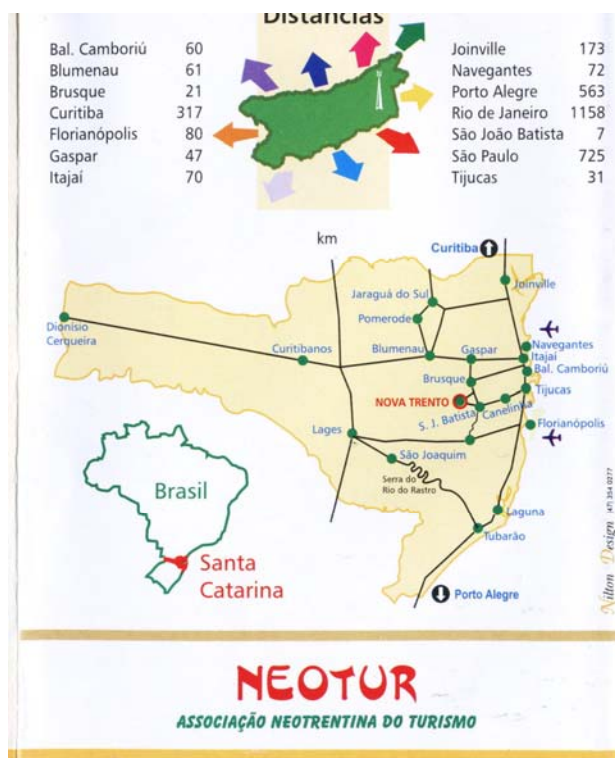 Distâncias
Bal. Camboriú 60
Blumenau 61
Brusque 21
Curitiba 317
Florianópolis 80
Gaspar 47
Itajaí 70
Joinville 173
Navegantes 72
Porto Alegre 563
Rio de Janeiro 1158
São João Batista 7
São Paulo 725
Tijucas 31
N
km
Curitiba
Joinville
Jaraguá do Sul
Pomerode
Dionísio
Cerqueira
Curitibanos
Blumenau
Gaspar
Navegantes
Itajaí
Bal. Camboriú
Brusque
Tijucas
NOVA TRENTO
S. J. Batista
Canelinha
Florianópolis
Lages
São Joaquim
Serra do
Rio do Rastro
Laguna
Tubarão
Porto Alegre
Brasil
Santa
Catarina
Nilton Design (47) 354 0277
NEOTUR
ASSOCIAÇÃO NEOTRENTINA DO TURISMO